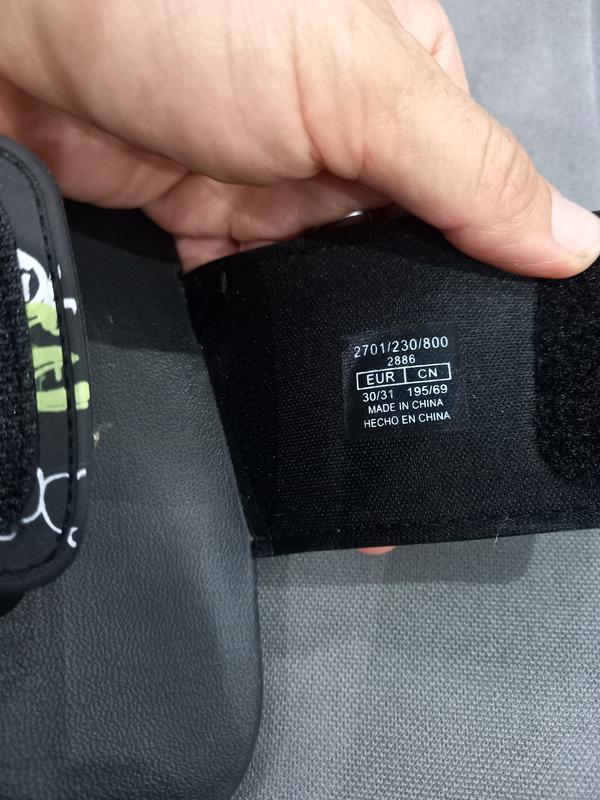 2701/230/800
2886
EUR CN
30/31 195/69
MADE IN CHINA
HECHO EN CHINA